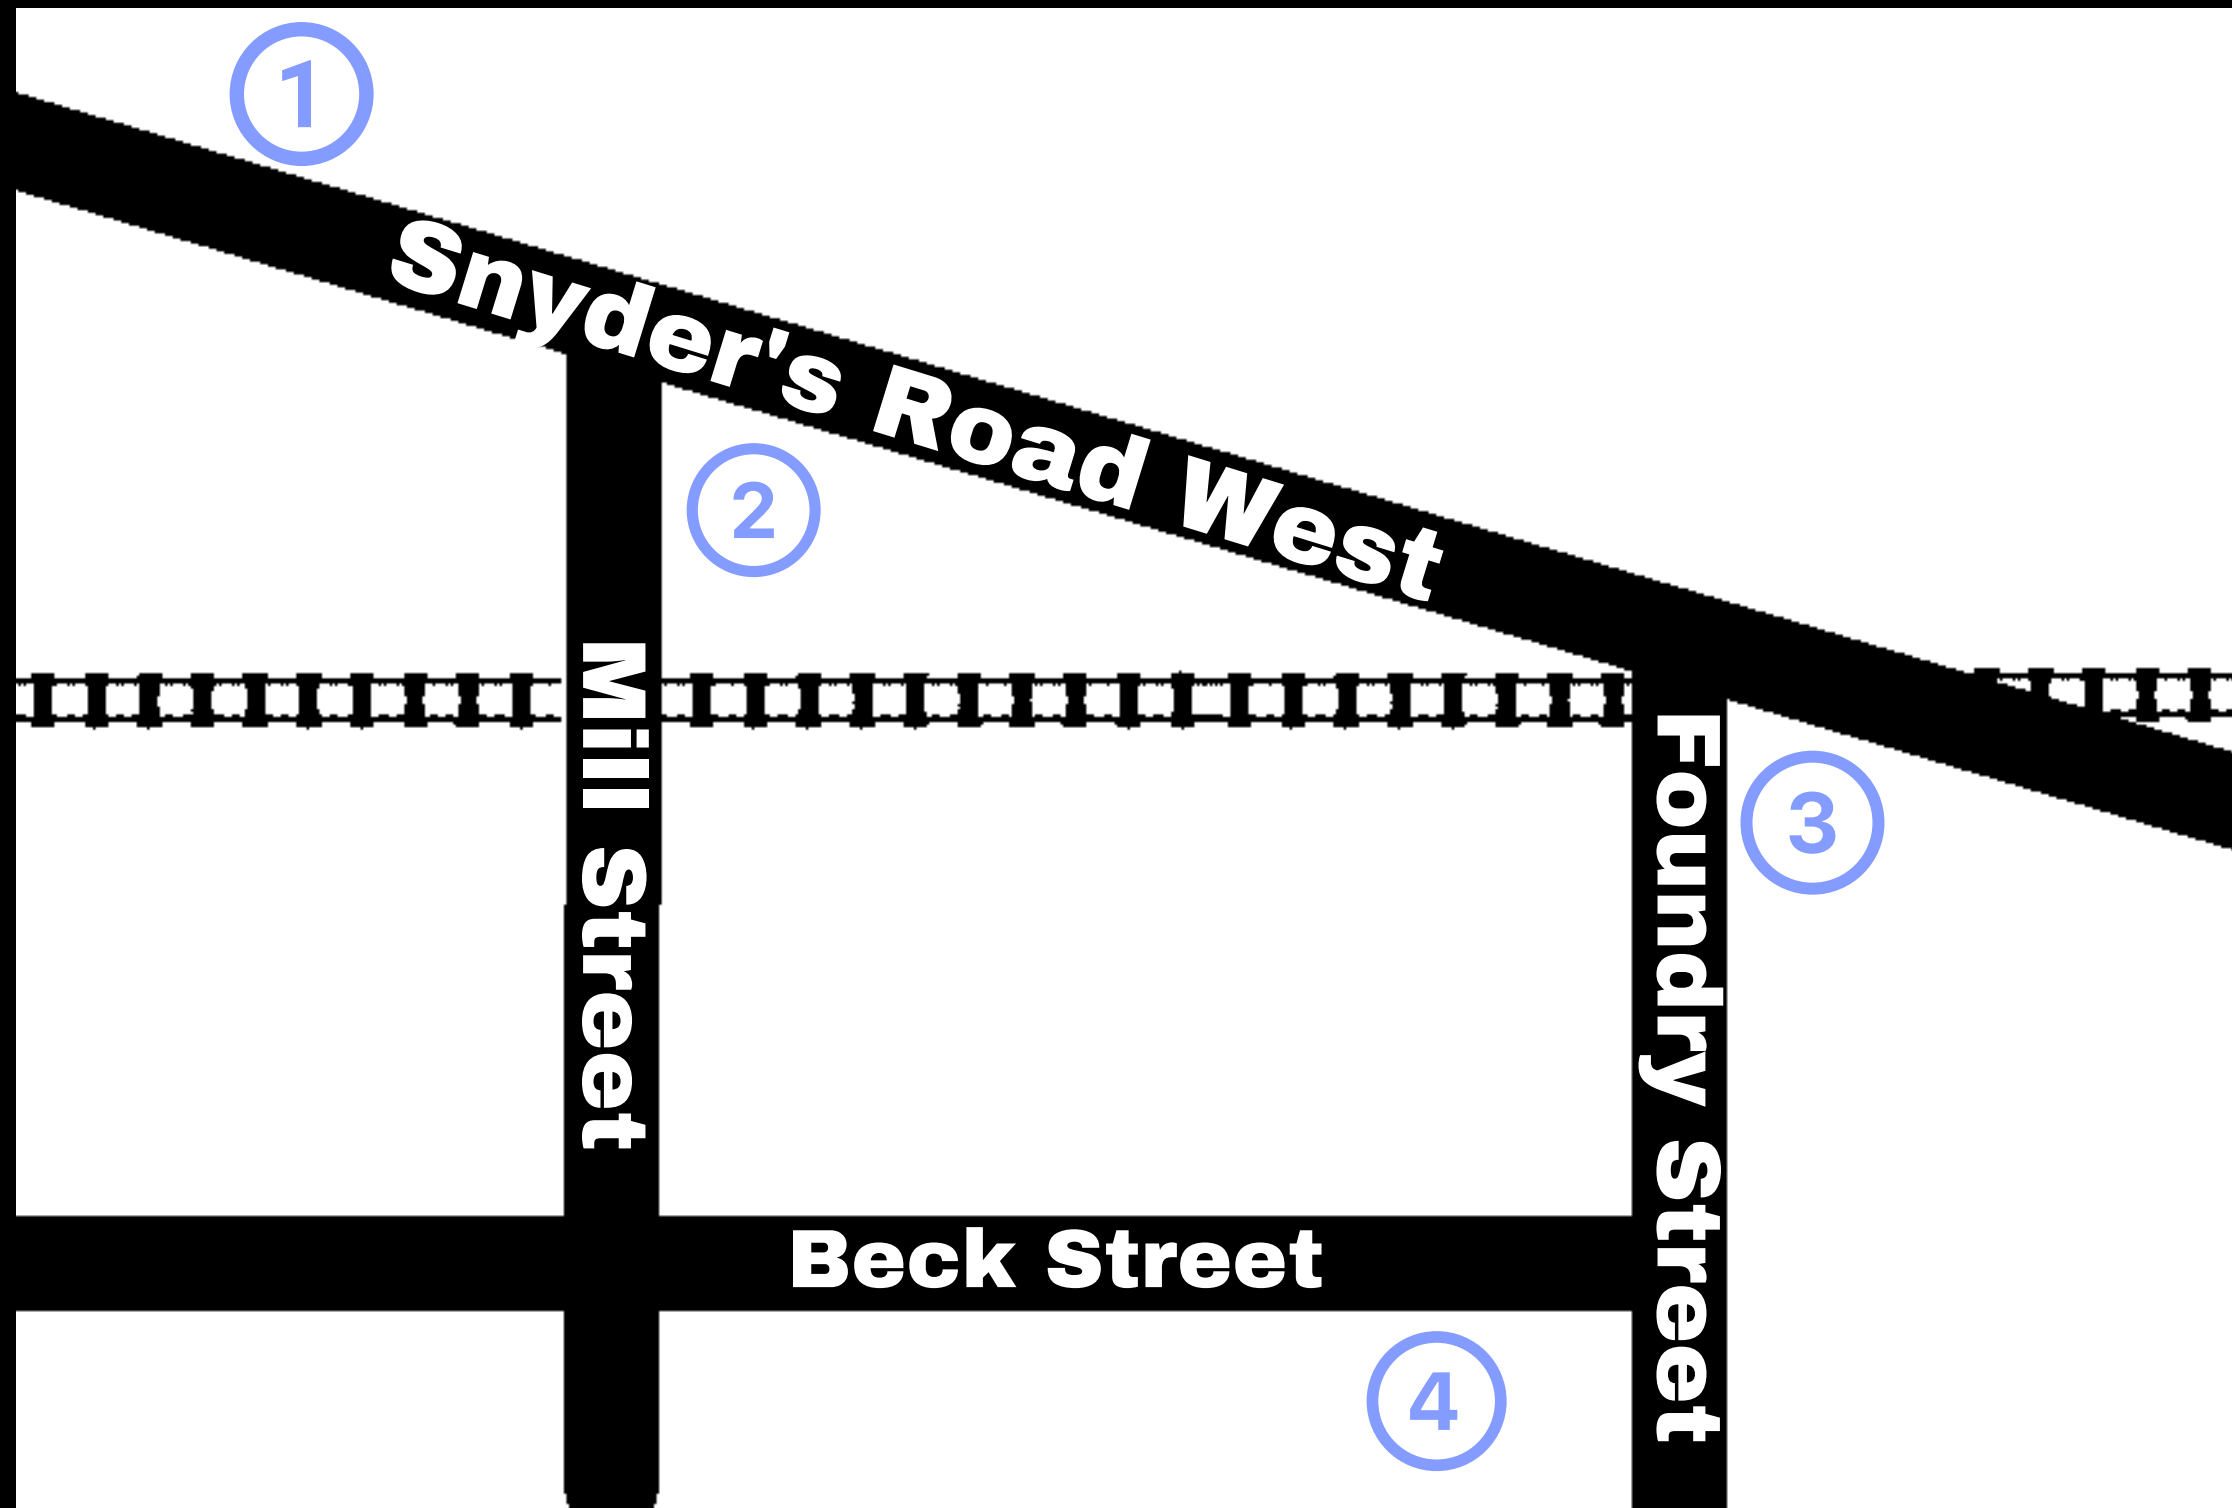 1
Snyder's Road West
2
Mill Street
Foundry Street
3
Beck Street
4